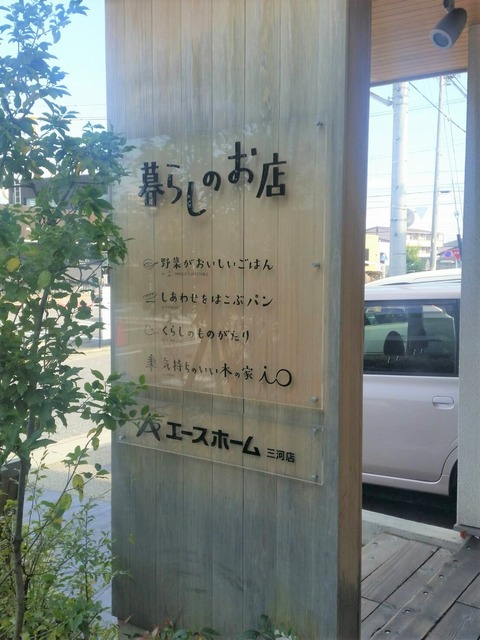 暮らしのお店
野菜がおいしいごはん
しあわせをはこぶパン
くらしのものがたり
気持ちのいい木の家 io
エースホーム 三河店